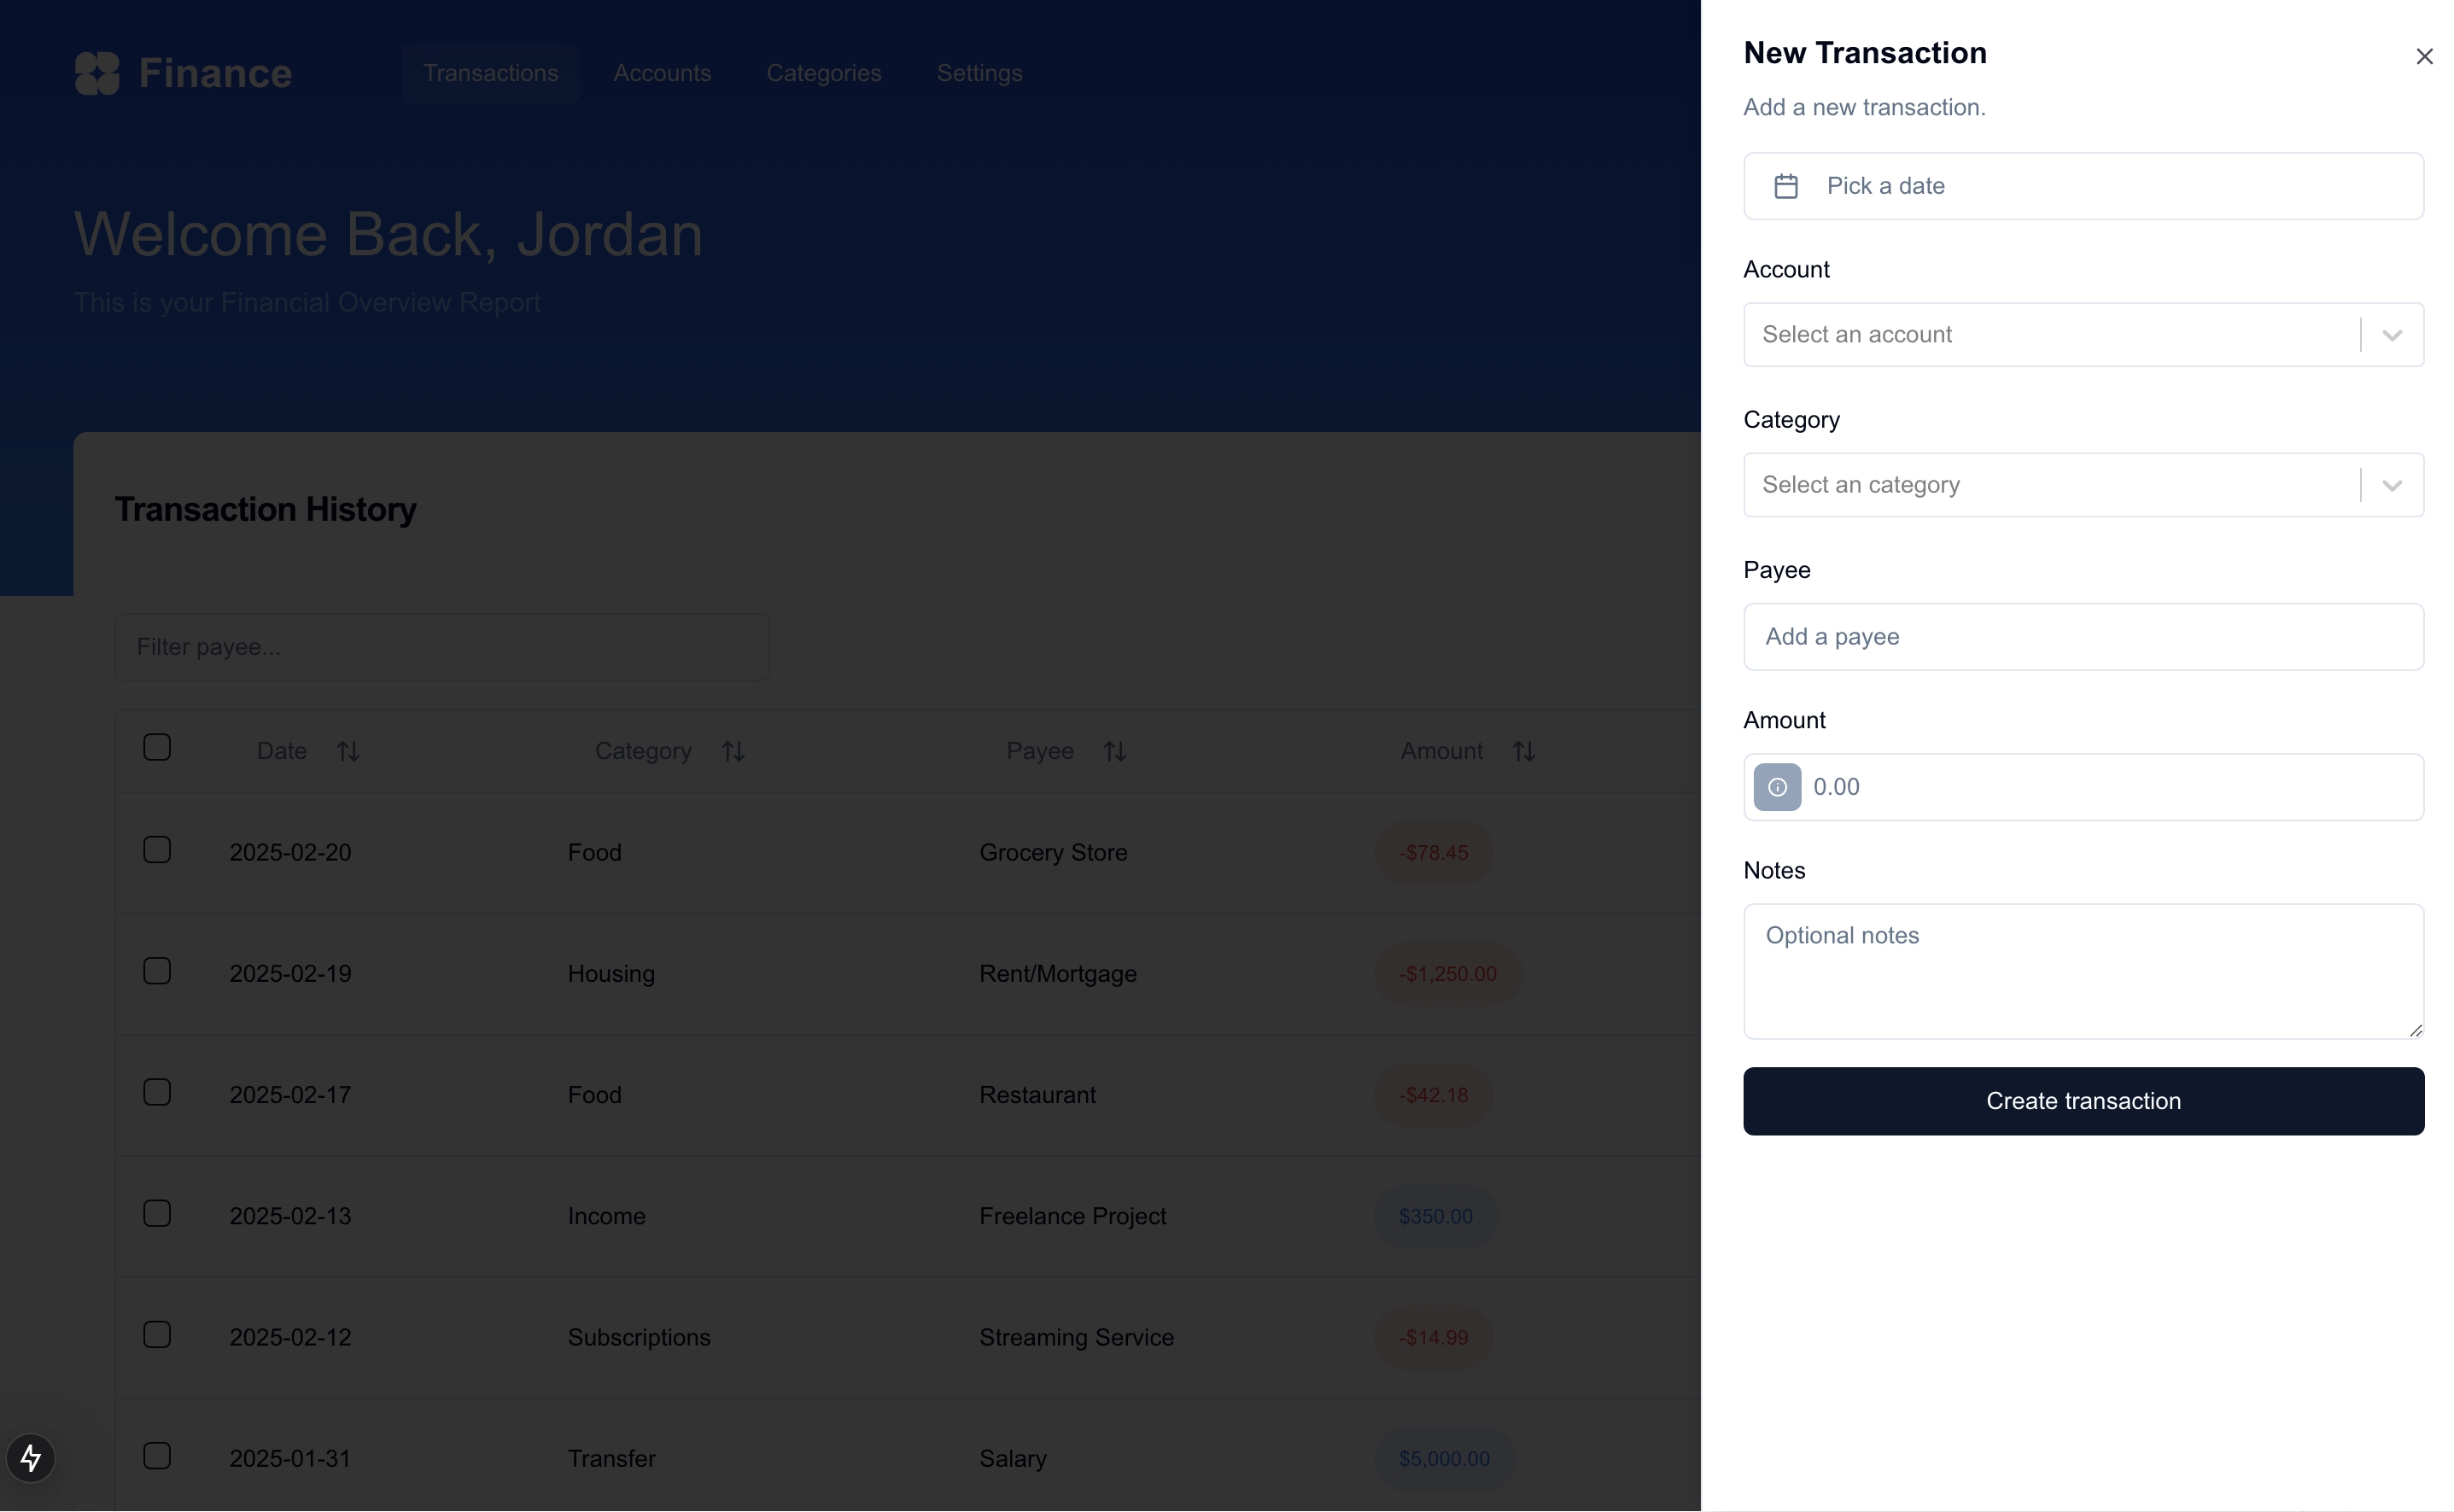 Finance
Transactions Accounts Categories Settings
Welcome Back, Jordan
This is your Financial Overview Report
Transaction History
Filter payee...
Date Category Payee Amount
2025-02-20 Food Grocery Store -$78.45
2025-02-19 Housing Rent/Mortgage -$1,250.00
2025-02-17 Food Restaurant -$42.18
2025-02-13 Income Freelance Project $350.00
2025-02-12 Subscriptions Streaming Service -$14.99
2025-01-31 Transfer Salary $5,000.00
New Transaction
Add a new transaction.
Pick a date
Account
Select an account
Category
Select an category
Payee
Add a payee
Amount
0.00
Notes
Optional notes
Create transaction